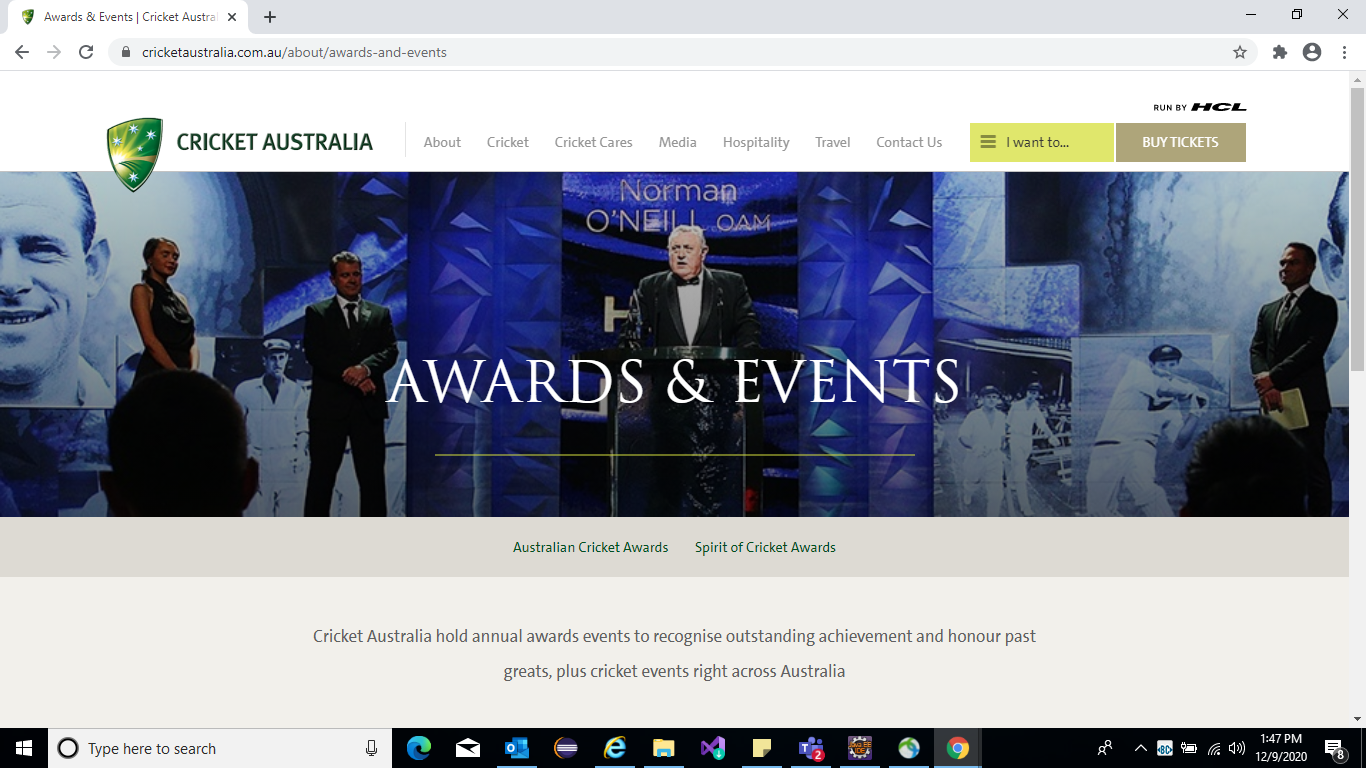 Awards & Events | Cricket Austral
cricketaustralia.com.au/about/awards-and-events
RUN BY HCL
CRICKET AUSTRALIA
About Cricket Cricket Cares Media Hospitality Travel Contact Us
I want to...
BUY TICKETS
Norman
O'NEILL OAM
H
AWARDS & EVENTS
Australian Cricket Awards Spirit of Cricket Awards
Cricket Australia hold annual awards events to recognise outstanding achievement and honour past
greats, plus cricket events right across Australia
Type here to search
2
1:47 PM
12/9/2020
8